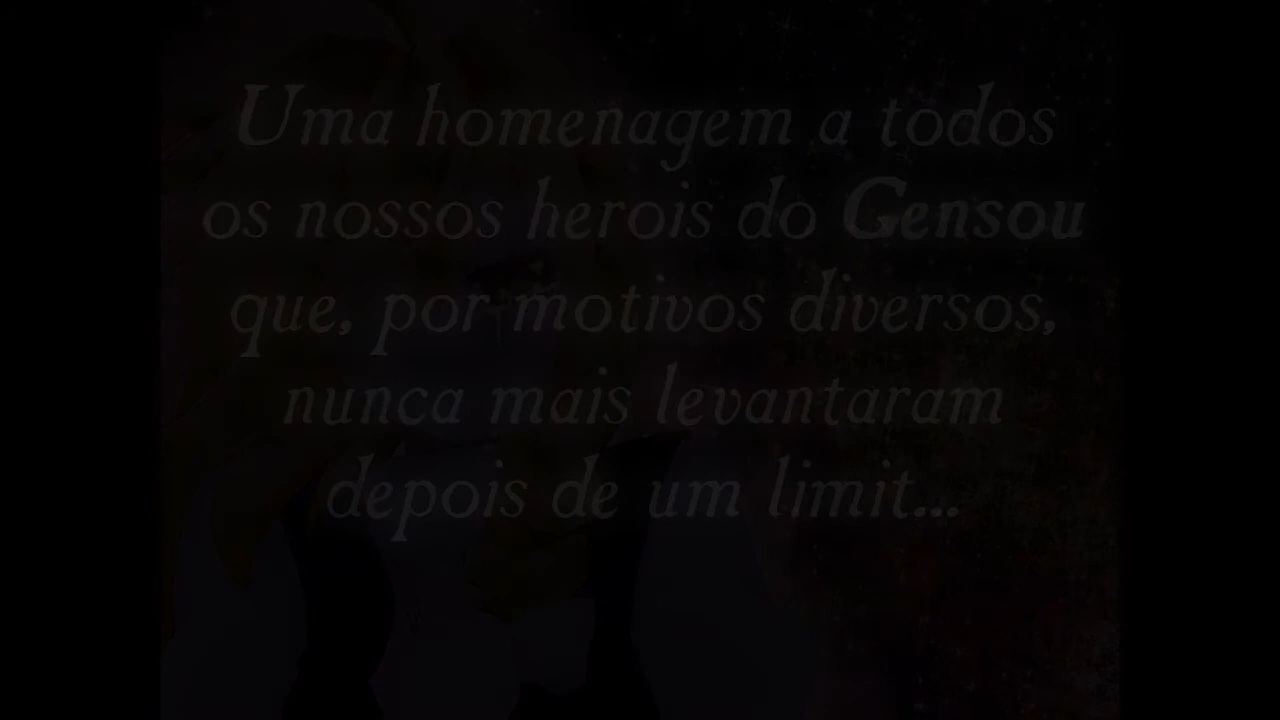 Uma homenagem a todos
os nossos herois do Gensou
que, por motivos diversos,
nunca mais levantaram
depois de um limit...